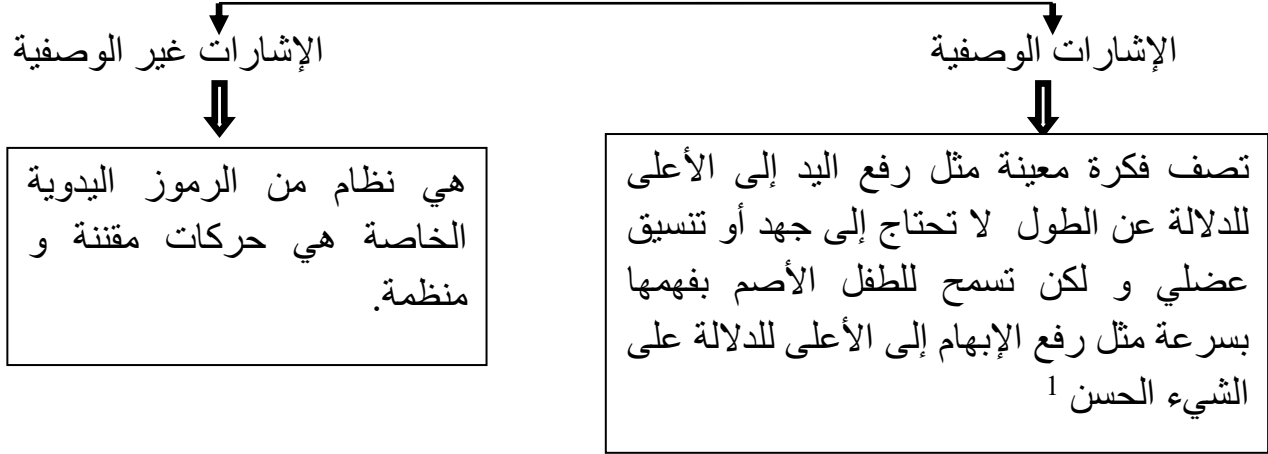 الإشارات الوصفية
تصف فكرة معينة مثل رفع اليد إلى الأعلى
للدلالة عن الطول لا تحتاج إلى جهد أو تنسيق
عضلي و لكن تسمح للطفل الأصم بفهمها
بسرعة مثل رفع الإبهام إلى الأعلى للدلالة على
الشيء الحسن 1
الإشارات غير الوصفية
هي نظام من الرموز اليدوية
الخاصة هي حركات مقننة و
منظمة.